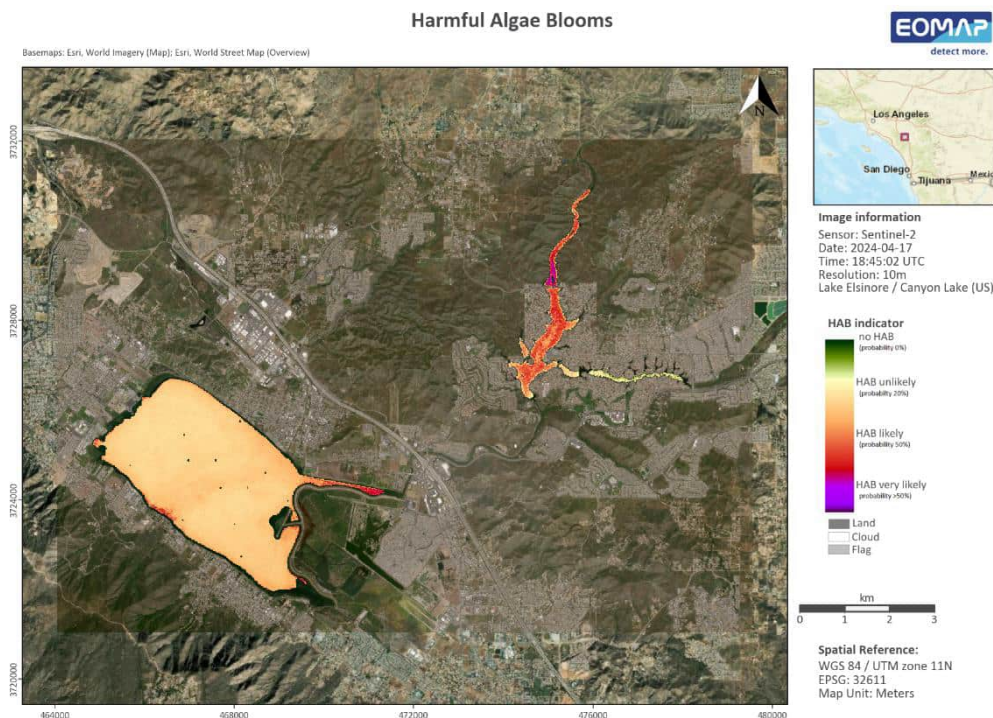 Harmful Algae Blooms
EOMAP
detect more.
Basemaps: Esri, World Imagery (Map); Esri, World Street Map (Overview)
N
3732000
3728000
3724000
3720000
464000
468000
472000
476000
480000
Los Angeles
San Diego
Tijuana
Mexic
Image information
Sensor: Sentinel-2
Date: 2024-04-17
Time: 18:45:02 UTC
Resolution: 10m
Lake Elsinore / Canyon Lake (US)
HAB indicator
no HAB
(probability 0%)
HAB unlikely
(probablity 20%)
HAB likely
(probability 50%)
HAB very likely
(probability >50%)
Land
Cloud
Flag
km
0 1 2 3
Spatial Reference:
WGS 84 / UTM zone 11N
EPSG: 32611
Map Unit: Meters